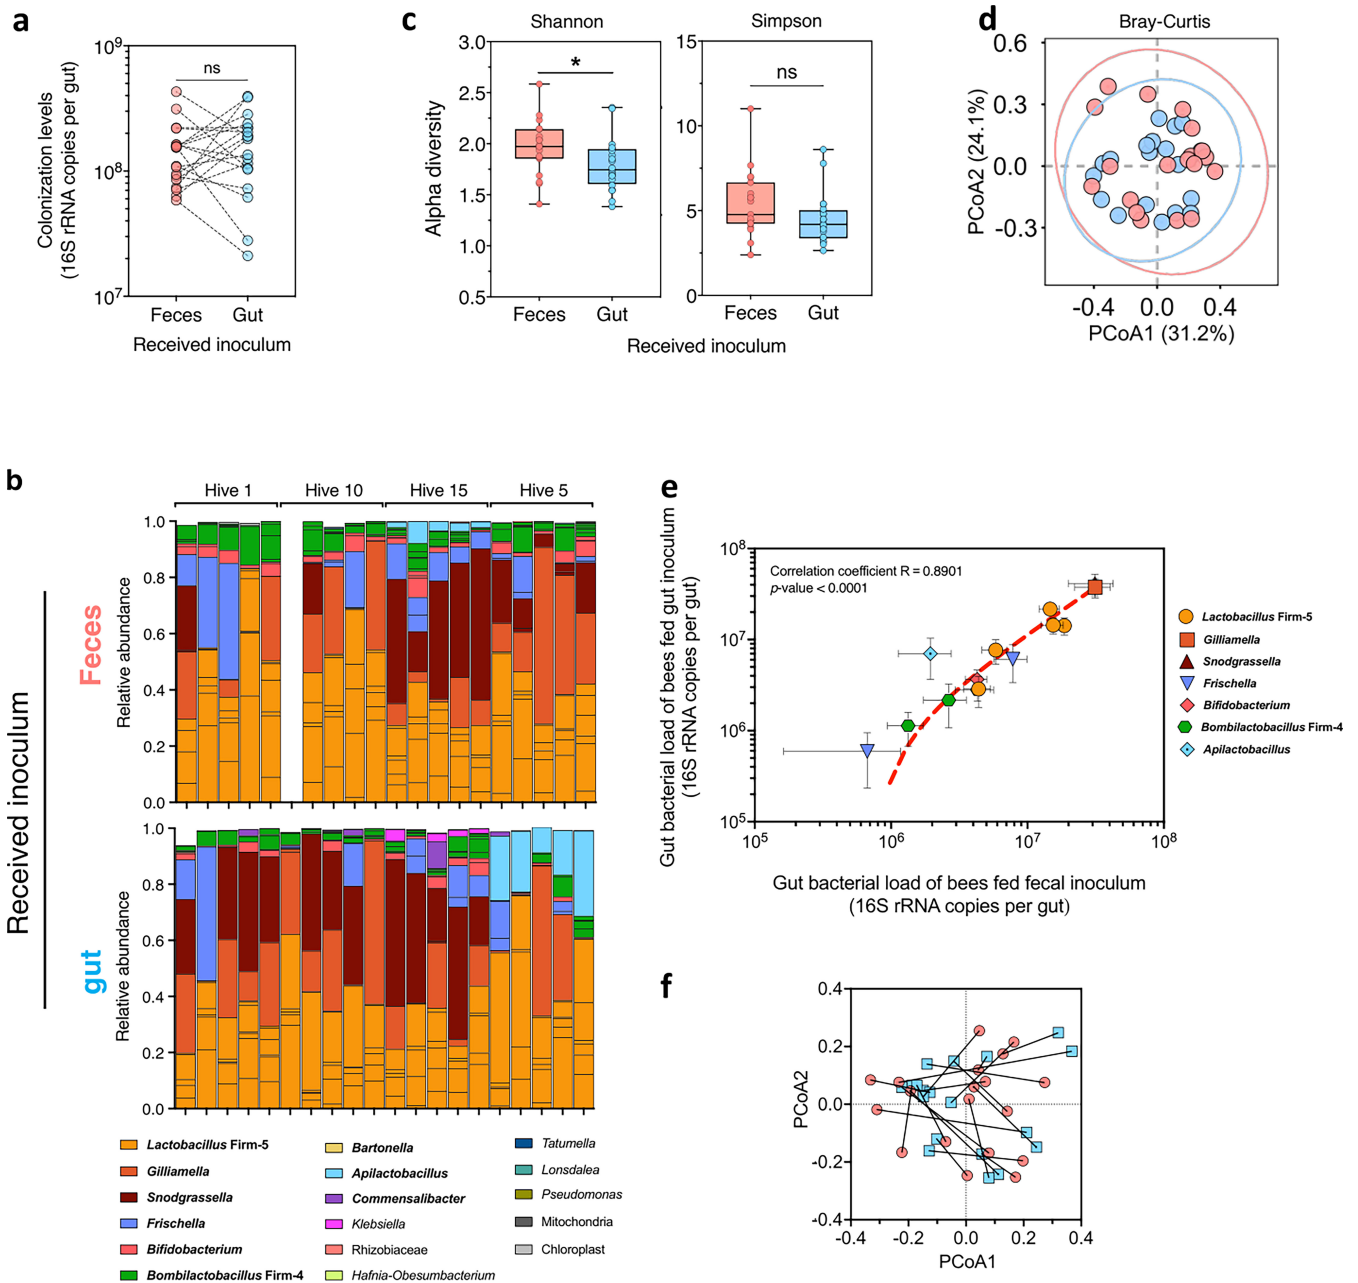 a
10⁹
10⁸
10⁷
Colonization levels
(16S rRNA copies per gut)
ns
Feces
Gut
Received inoculum
c
Shannon
3.0
2.5
2.0
1.5
1.0
0.5
Alpha diversity
*
Feces
Gut
Simpson
15
10
5
0
ns
Feces
Gut
Received inoculum
d
Bray-Curtis
0.6
0.3
0.0
-0.3
PCoA2 (24.1%)
-0.4
0.0
0.4
PCoA1 (31.2%)
b
Received inoculum
Feces
Relative abundance
Hive 1
Hive 10
Hive 15
Hive 5
1.0
0.8
0.6
0.4
0.2
0.0
gut
Relative abundance
1.0
0.8
0.6
0.4
0.2
0.0
Lactobacillus Firm-5
Gilliamella
Snodgrassella
Frischella
Bifidobacterium
Bombilactobacillus Firm-4
Bartonella
Apilactobacillus
Commensalibacter
Klebsiella
Rhizobiaceae
Hafnia-Obesumbacterium
Tatumella
Lonsdalea
Pseudomonas
Mitochondria
Chloroplast
e
Gut bacterial load of bees fed gut inoculum
(16S rRNA copies per gut)
10⁸
10⁷
10⁶
10⁵
Correlation coefficient R = 0.8901
p-value < 0.0001
10⁵
10⁶
10⁷
10⁸
Gut bacterial load of bees fed fecal inoculum
(16S rRNA copies per gut)
Lactobacillus Firm-5
Gilliamella
Snodgrassella
Frischella
Bifidobacterium
Bombilactobacillus Firm-4
Apilactobacillus
f
0.4
0.2
0.0
-0.2
-0.4
PCoA2
-0.4
-0.2
0.0
0.2
0.4
PCoA1